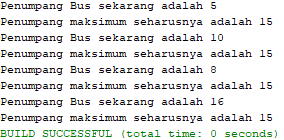 Penumpang Bus sekarang adalah 5
Penumpang maksimum seharusnya adalah 15
Penumpang Bus sekarang adalah 10
Penumpang maksimum seharusnya adalah 15
Penumpang Bus sekarang adalah 8
Penumpang maksimum seharusnya adalah 15
Penumpang Bus sekarang adalah 16
Penumpang maksimum seharusnya adalah 15
BUILD SUCCESSFUL (total time: 0 seconds)